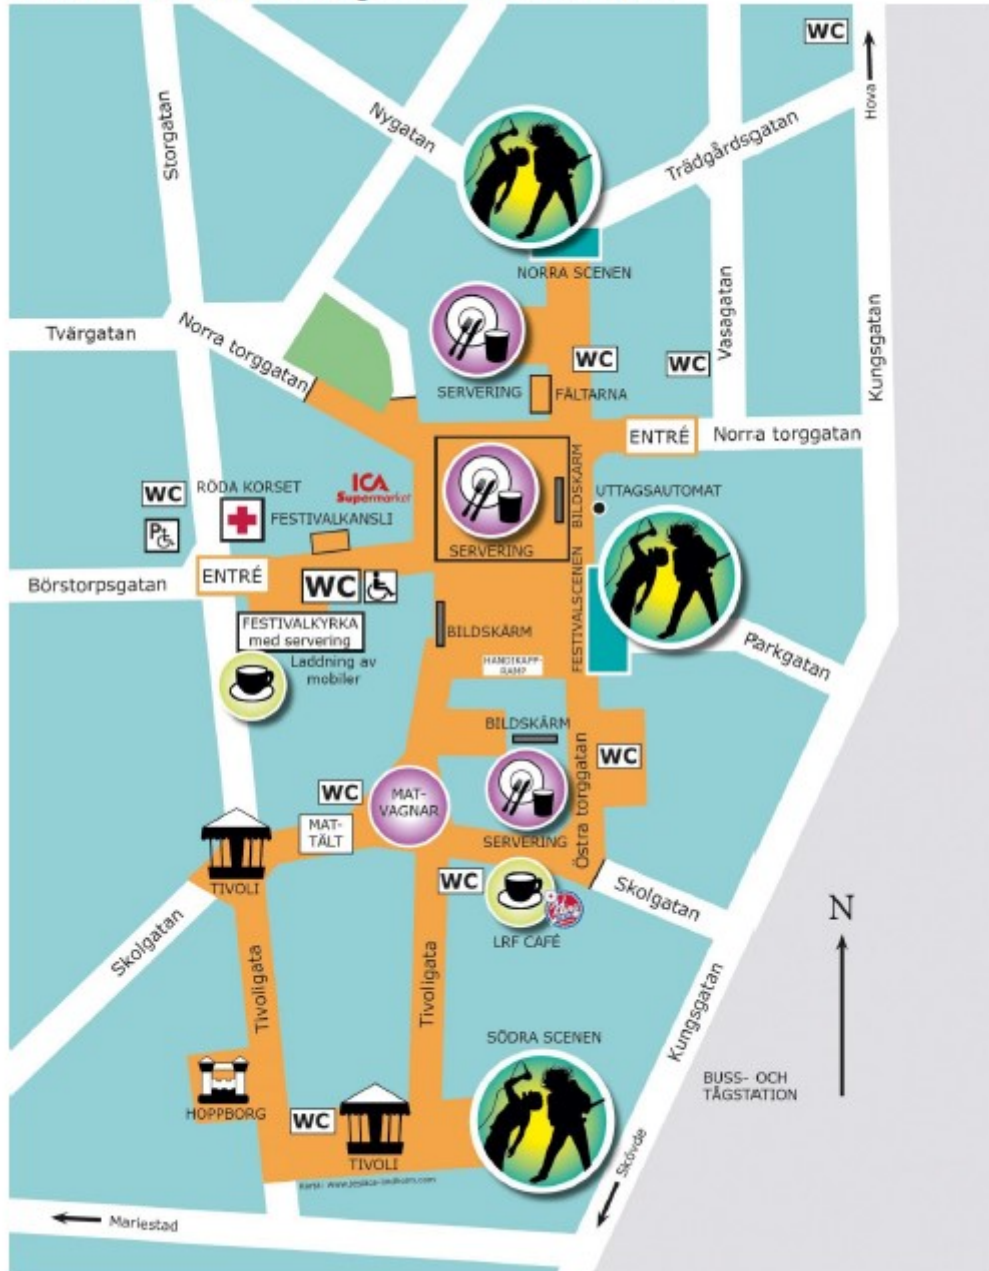 WC
Hova
Nygatan
Storgatan
Trädgårdsgatan
NORRA SCENEN
Vasagatan
Kungsgatan
Tvärgatan
Norra torggatan
WC
WC
SERVERING
FÄLTARNA
ENTRÉ
Norra torggatan
WC
RÖDA KORSET
ICA
Supermarket
FESTIVALKANSLI
BILDSKÄRM
UTTAGSAUTOMAT
P
SERVERING
Börstorpsgatan
ENTRÉ
WC
FESTIVALSCENEN
FESTIVALKYRKA
med servering
BILDSKÄRM
Laddning av
mobiler
HANDIKAPP-
RAMP
Parkgatan
BILDSKÄRM
WC
WC
MAT-
VAGNAR
MAT-
TÄLT
SERVERING
Östra torggatan
TIVOLI
WC
Skolgatan
LRF CAFÉ
N
Skolgatan
Tivoligata
Tivoligata
Kungsgatan
SÖDRA SCENEN
BUSS- OCH
TÅGSTATION
HOPPBORG
WC
TIVOLI
Skövde
Mariestad